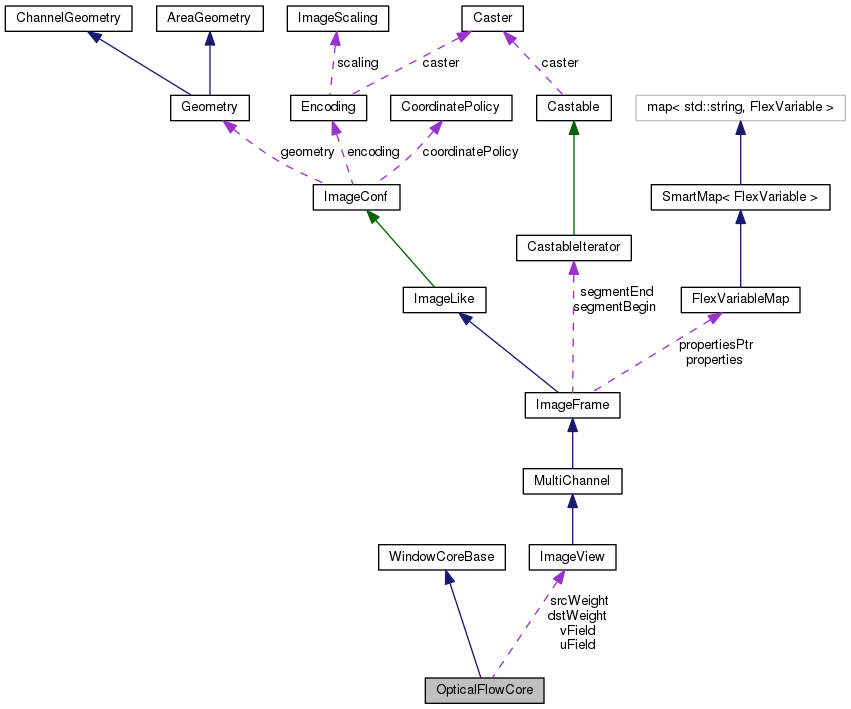 ChannelGeometry
AreaGeometry
ImageScaling
Caster
scaling
caster
caster
Geometry
Encoding
CoordinatePolicy
Castable
map< std::string, FlexVariable >
geometry
encoding
coordinatePolicy
ImageConf
SmartMap< FlexVariable >
CastableIterator
segmentEnd
segmentBegin
ImageLike
FlexVariableMap
propertiesPtr
properties
ImageFrame
MultiChannel
WindowCoreBase
ImageView
srcWeight
dstWeight
vField
uField
OpticalFlowCore